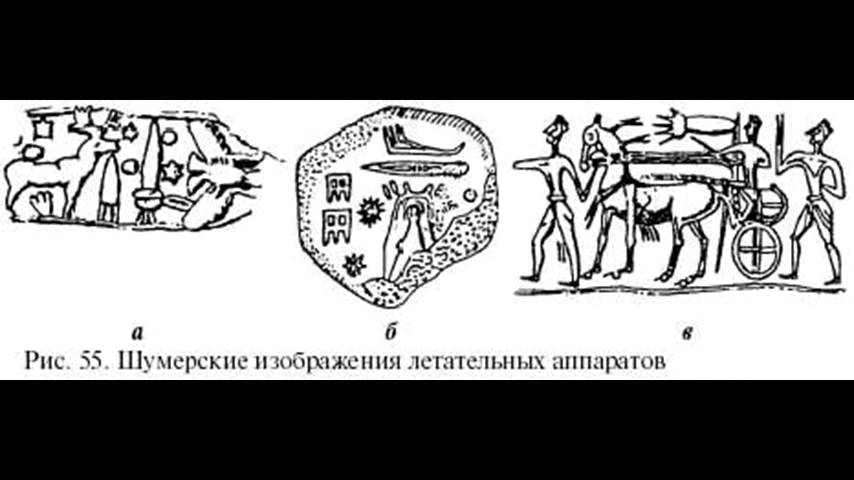 а б в
Рис. 55. Шумерские изображения летательных аппаратов